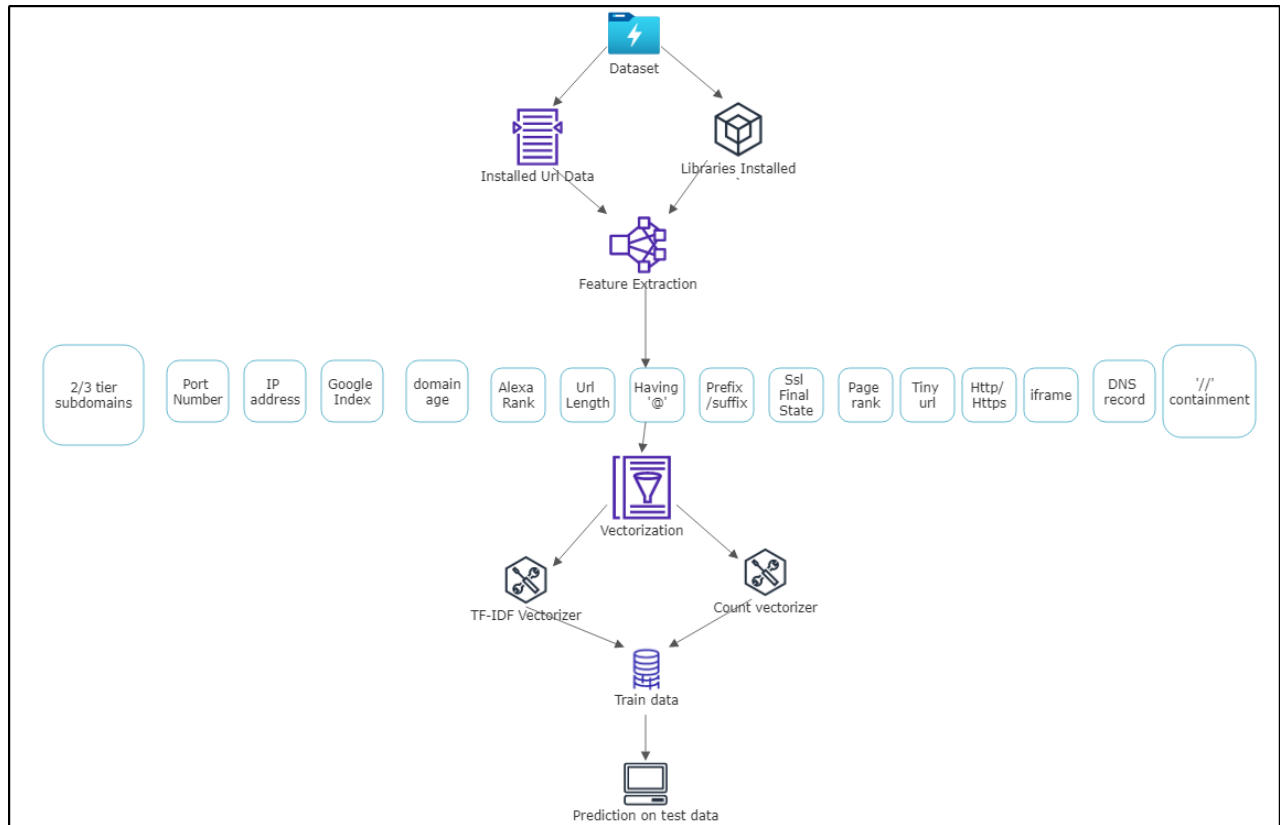 Dataset
Installed Url Data
Libraries Installed
`
Feature Extraction
2/3 tier
subdomains
Port
Number
IP
address
Google
Index
domain
age
Alexa
Rank
Url
Length
Having
'@'
Prefix
/suffix
Ssl
Final
State
Page
rank
Tiny
url
Http/
Https
iframe
DNS
record
'//'
containment
Vectorization
TF-IDF Vectorizer
Count vectorizer
Train data
Prediction on test data